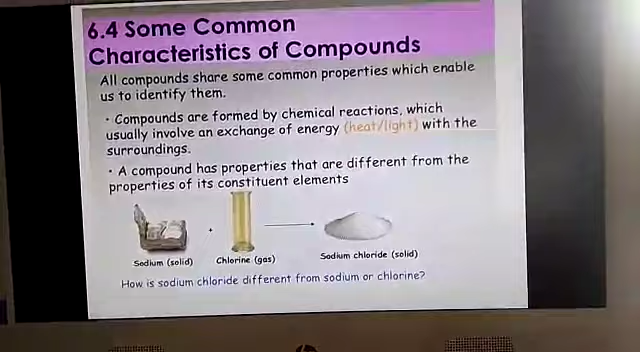 6.4 Some Common
Characteristics of Compounds
All compounds share some common properties which enable
us to identify them.
• Compounds are formed by chemical reactions, which
usually involve an exchange of energy (heat/light) with the
surroundings.
• A compound has properties that are different from the
properties of its constituent elements
+
Sodium (solid) Chlorine (gas) Sodium chloride (solid)
How is sodium chloride different from sodium or chlorine?